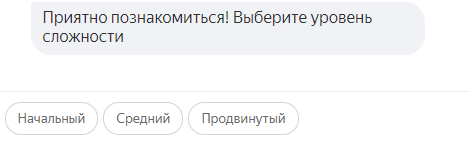 Приятно познакомиться! Выберите уровень
сложности
Начальный Средний Продвинутый